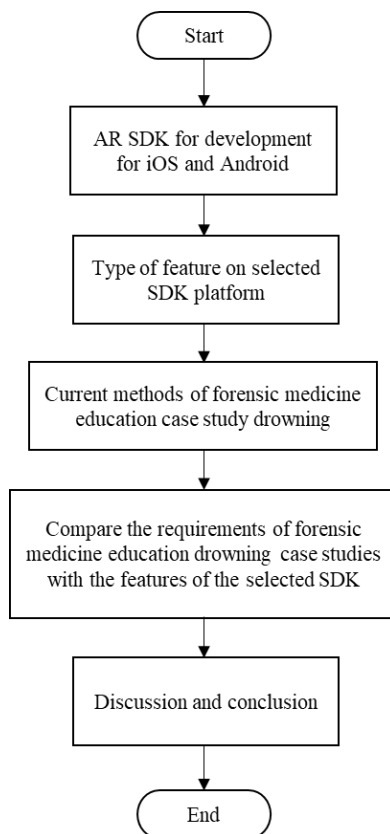 Start
AR SDK for development
for iOS and Android
Type of feature on selected
SDK platform
Current methods of forensic medicine
education case study drowning
Compare the requirements of forensic
medicine education drowning case studies
with the features of the selected SDK
Discussion and conclusion
End